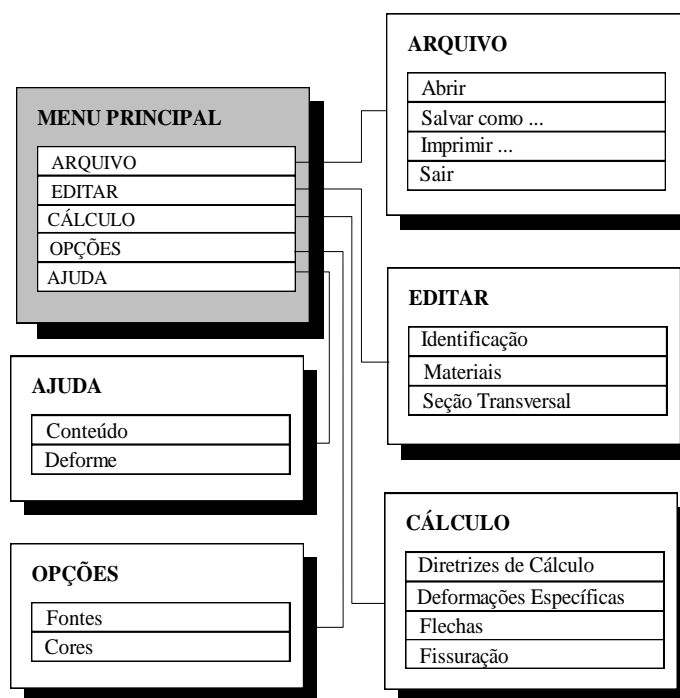 MENU PRINCIPAL
ARQUIVO
EDITAR
CÁLCULO
OPÇÕES
AJUDA
ARQUIVO
Abrir
Salvar como ...
Imprimir ...
Sair
EDITAR
Identificação
Materiais
Seção Transversal
AJUDA
Conteúdo
Deforme
CÁLCULO
Diretrizes de Cálculo
Deformações Específicas
Flechas
Fissuração
OPÇÕES
Fontes
Cores